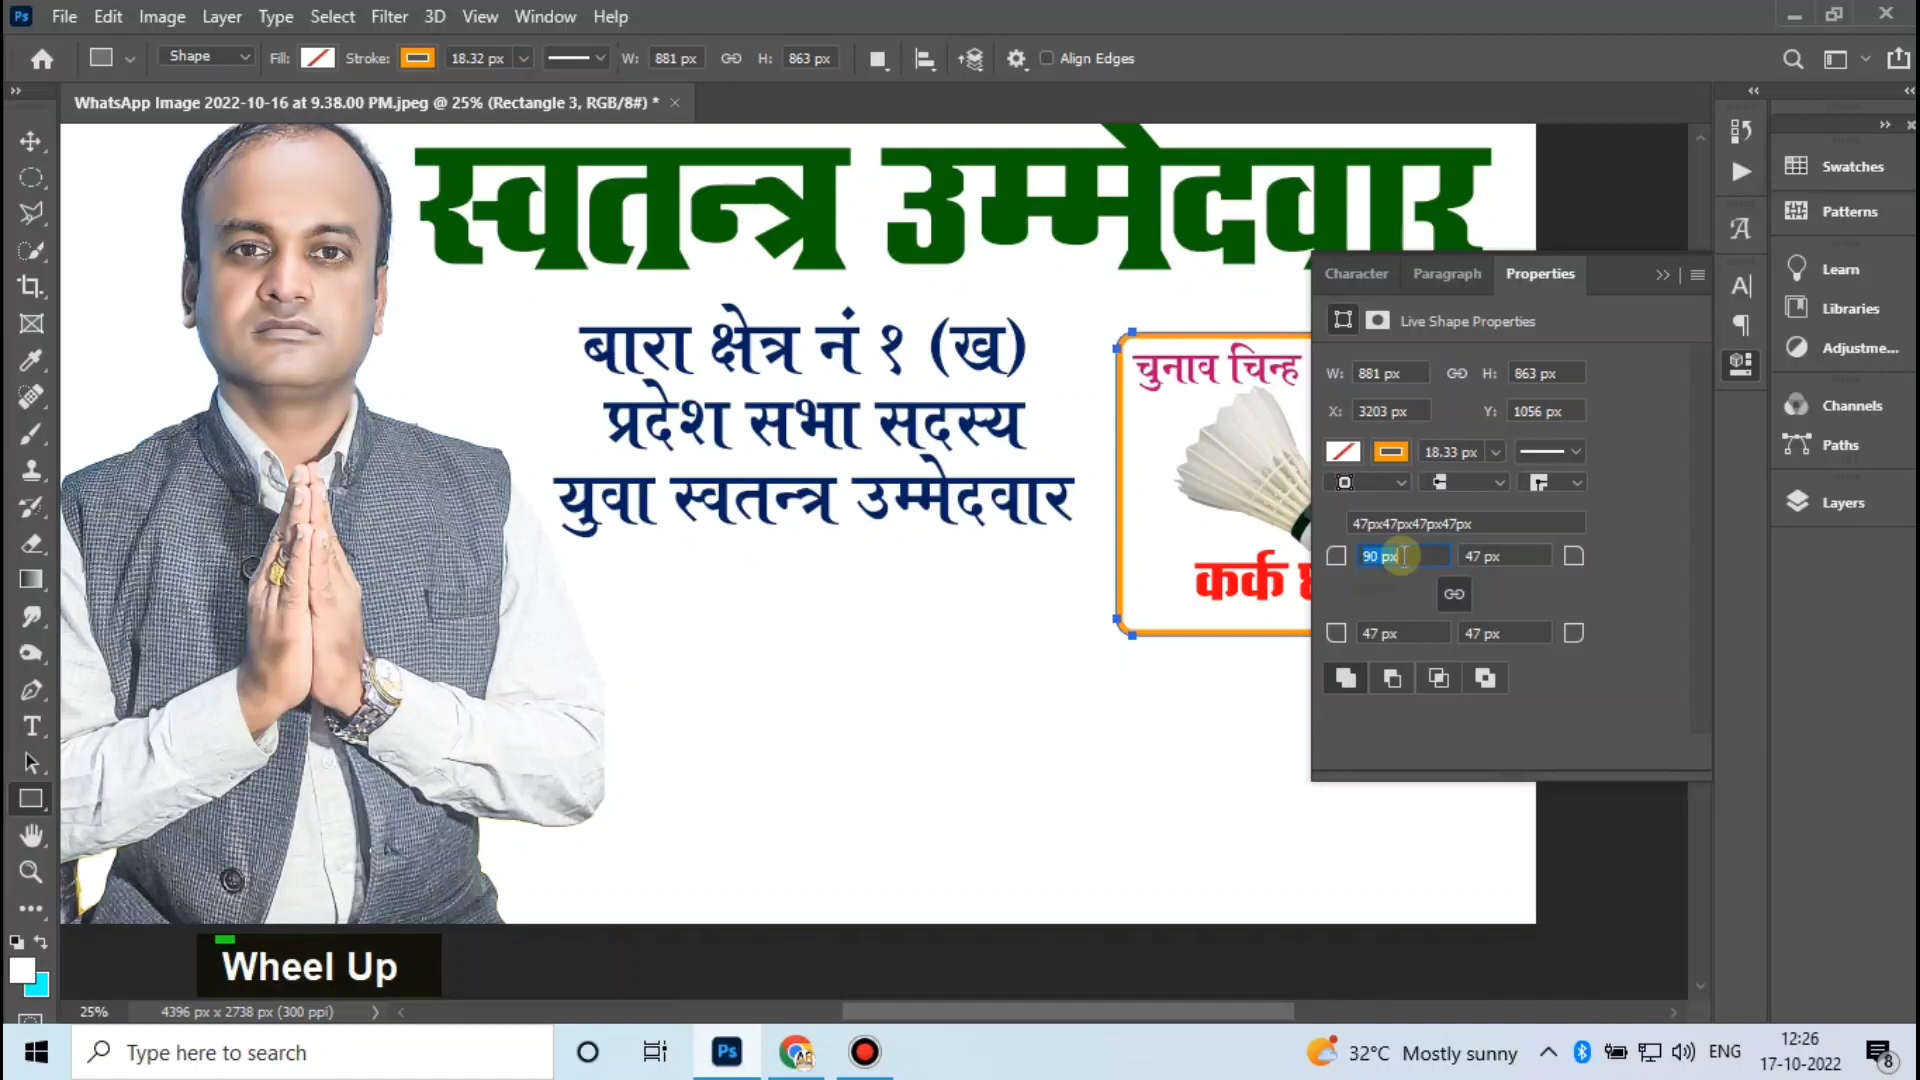 Ps File Edit Image Layer Type Select Filter 3D View Window Help
Shape Fill: Stroke: 18.32 px W: 881 px H: 863 px Align Edges
WhatsApp Image 2022-10-16 at 9.38.00 PM.jpeg @ 25% (Rectangle 3, RGB/8#) *
स्वतन्त्र उम्मेदवार
बारा क्षेत्र नं १ (ख)
प्रदेश सभा सदस्य
युवा स्वतन्त्र उम्मेदवार
चुनाव चिन्ह
कर्क
Character Paragraph Properties
Live Shape Properties
W: 881 px H: 863 px
X: 3203 px Y: 1056 px
18.33 px
47px47px47px47px
90 px 47 px
47 px 47 px
Swatches
Patterns
Learn
Libraries
Adjustme...
Channels
Paths
Layers
Wheel Up
25% 4396 px x 2738 px (300 ppi)
Type here to search
Ps
32°C Mostly sunny
ENG
12:26
17-10-2022
8